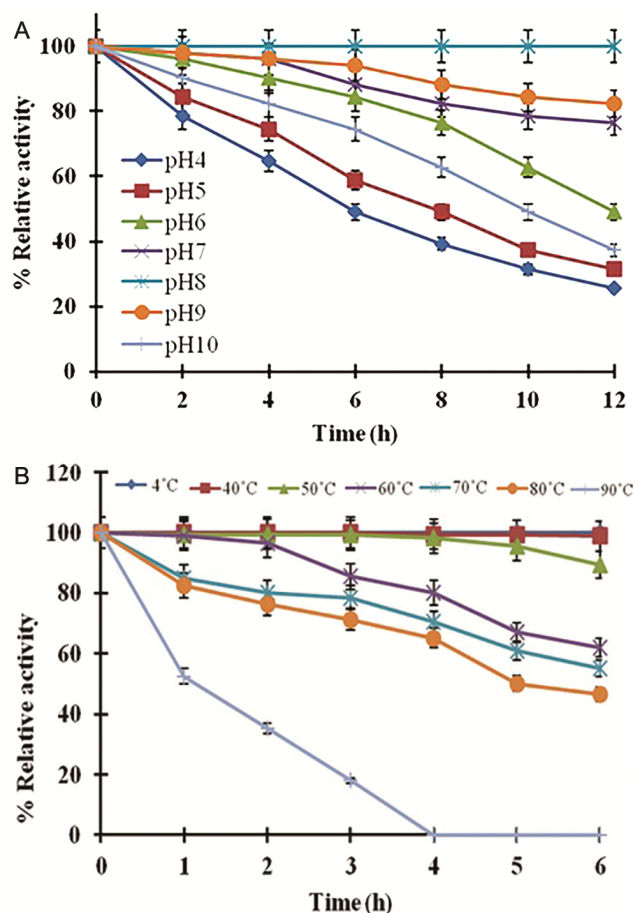 A
100
80
60
40
20
0
% Relative activity
pH4
pH5
pH6
pH7
pH8
pH9
pH10
0 2 4 6 8 10 12
Time (h)
B
120
100
80
60
40
20
0
% Relative activity
4˚C 40˚C 50˚C 60˚C 70˚C 80˚C 90˚C
0 1 2 3 4 5 6
Time (h)